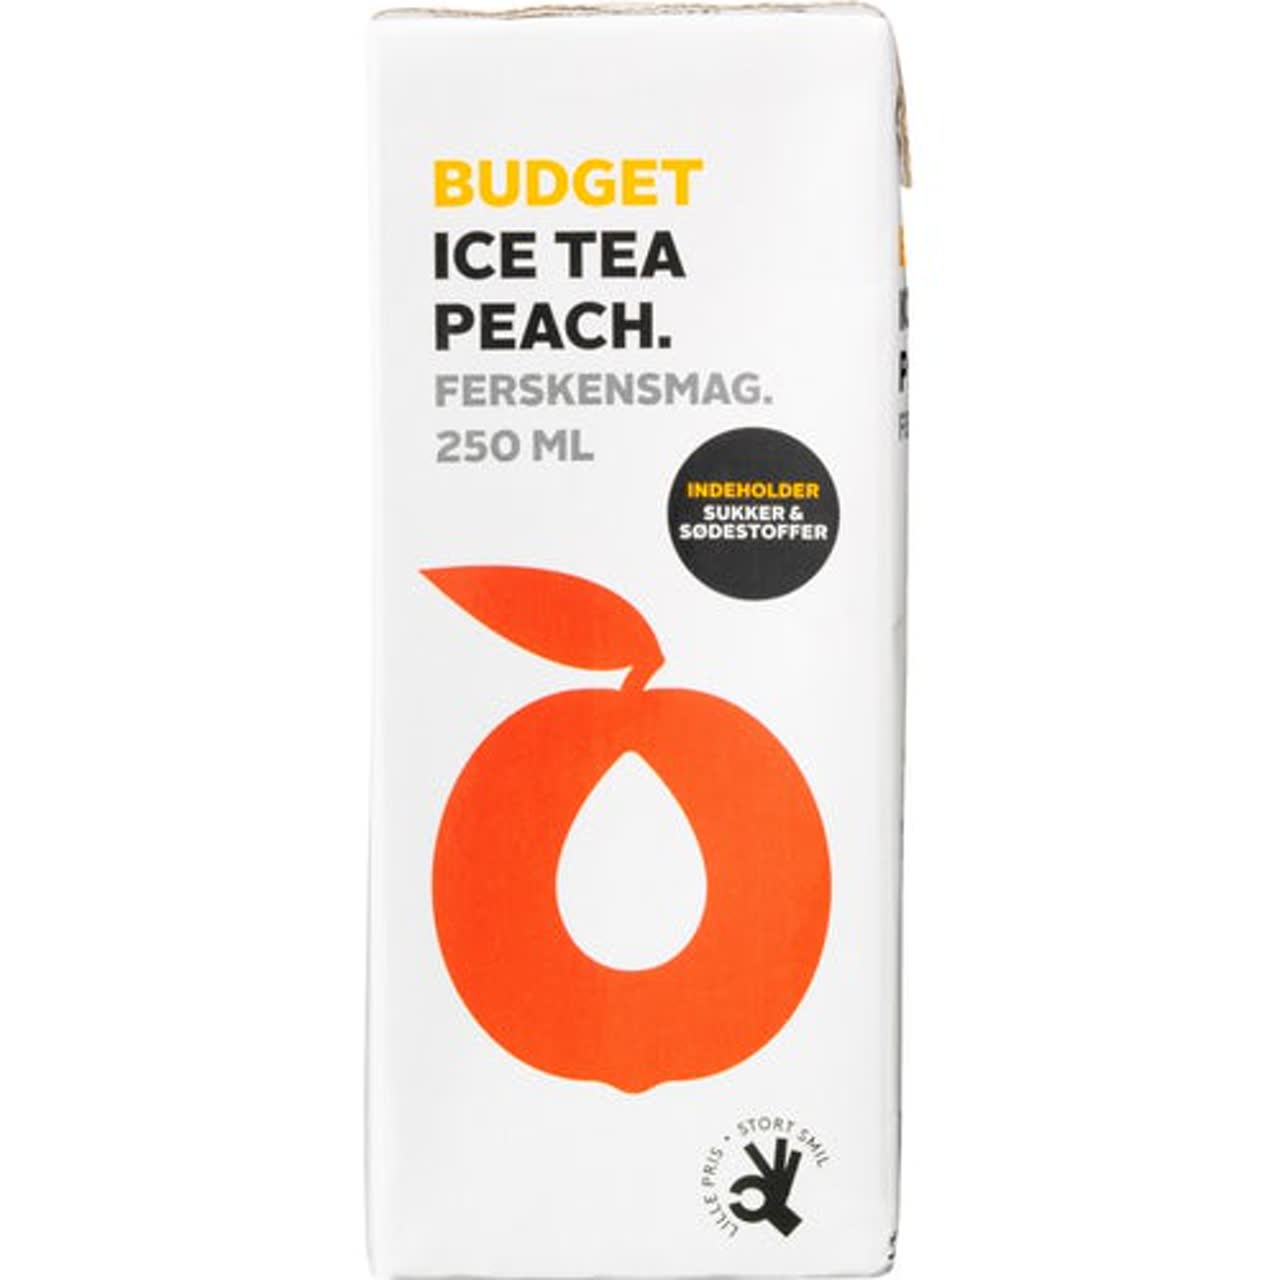 BUDGET
ICE TEA
PEACH.
FERSKENSMAG.
250 ML
INDEHOLDER
SUKKER &
SØDESTOFFER
LILLE PRIS • STORT SMIL